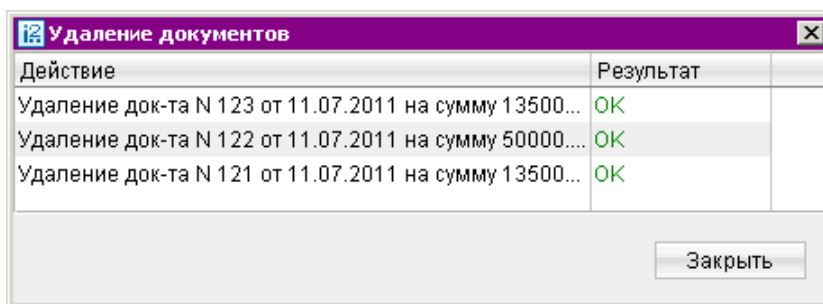 i2 Удаление документов
Действие Результат
Удаление док-та N 123 от 11.07.2011 на сумму 13500... OK
Удаление док-та N 122 от 11.07.2011 на сумму 50000.... OK
Удаление док-та N 121 от 11.07.2011 на сумму 13500... OK
Закрыть